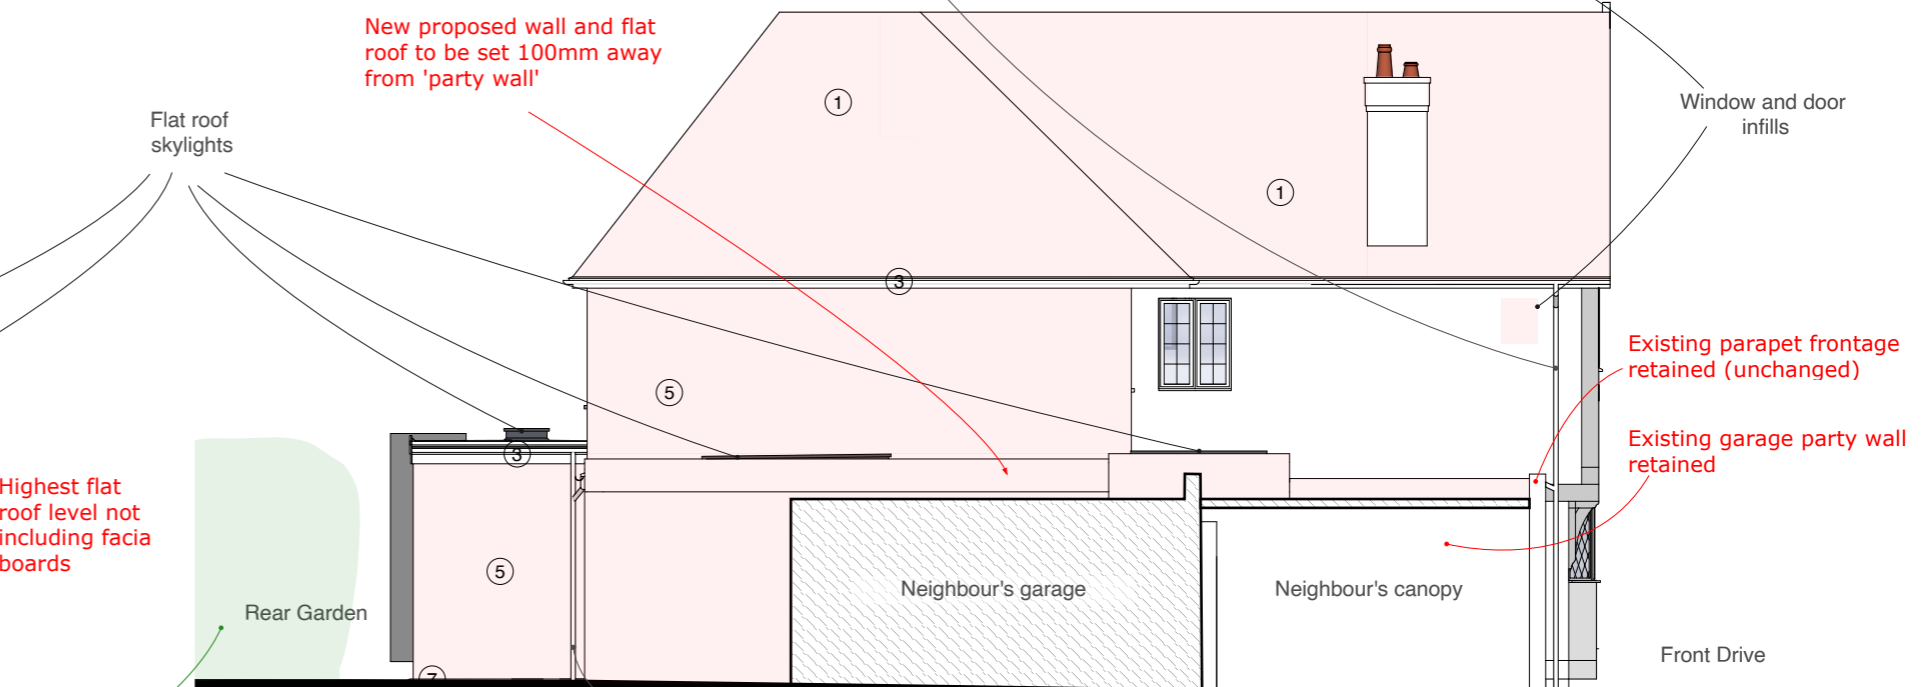 New proposed wall and flat
roof to be set 100mm away
from 'party wall'
Flat roof
skylights
1
Window and door
infills
1
3
Existing parapet frontage
retained (unchanged)
5
Existing garage party wall
retained
3
Highest flat
roof level not
including facia
boards
5
Neighbour's garage
Neighbour's canopy
Rear Garden
Front Drive
7